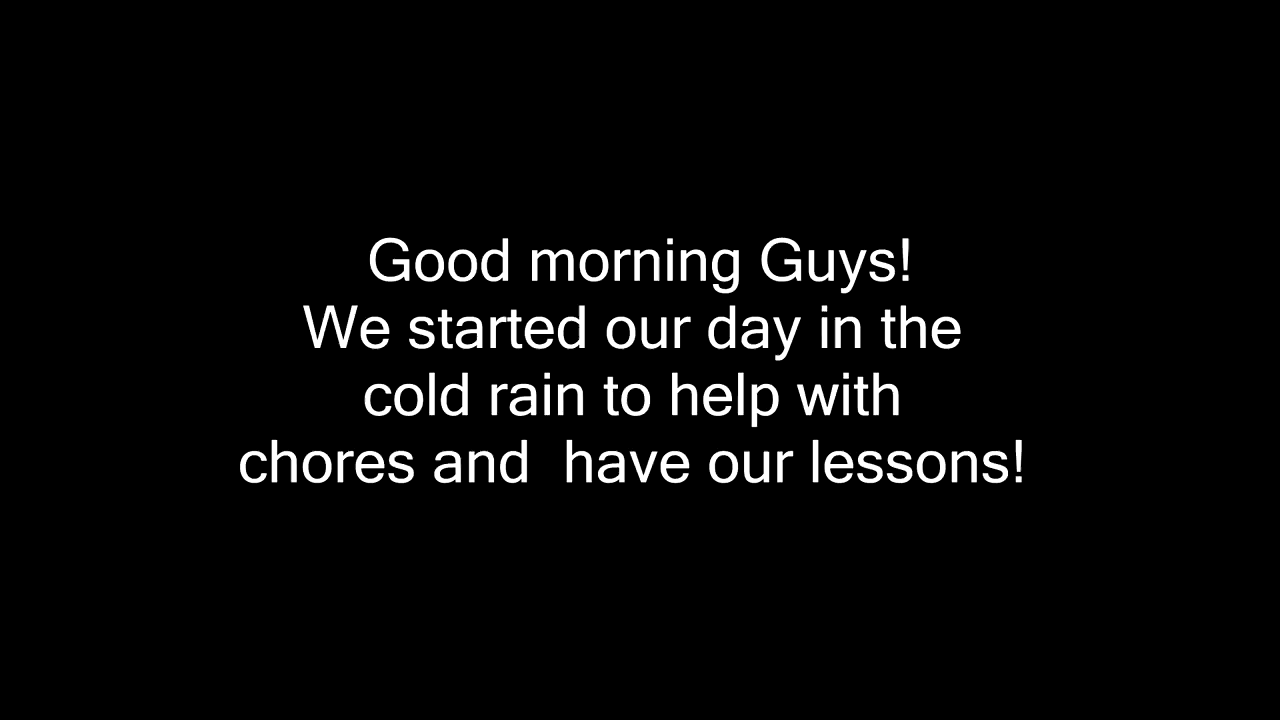 Good morning Guys!
We started our day in the
cold rain to help with
chores and  have our lessons!